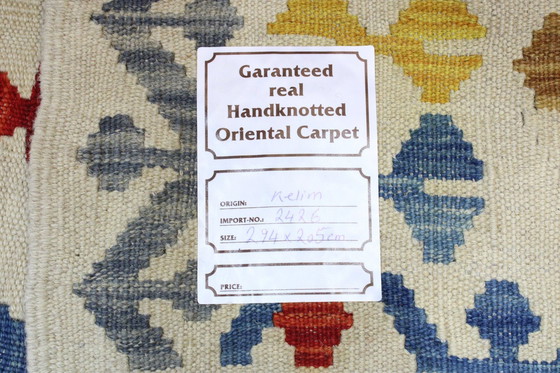 Garanteed
real
Handknotted
Oriental Carpet
ORIGIN: Kelim
IMPORT-NO.: 2426
SIZE: 294 x 205 cm
PRICE: